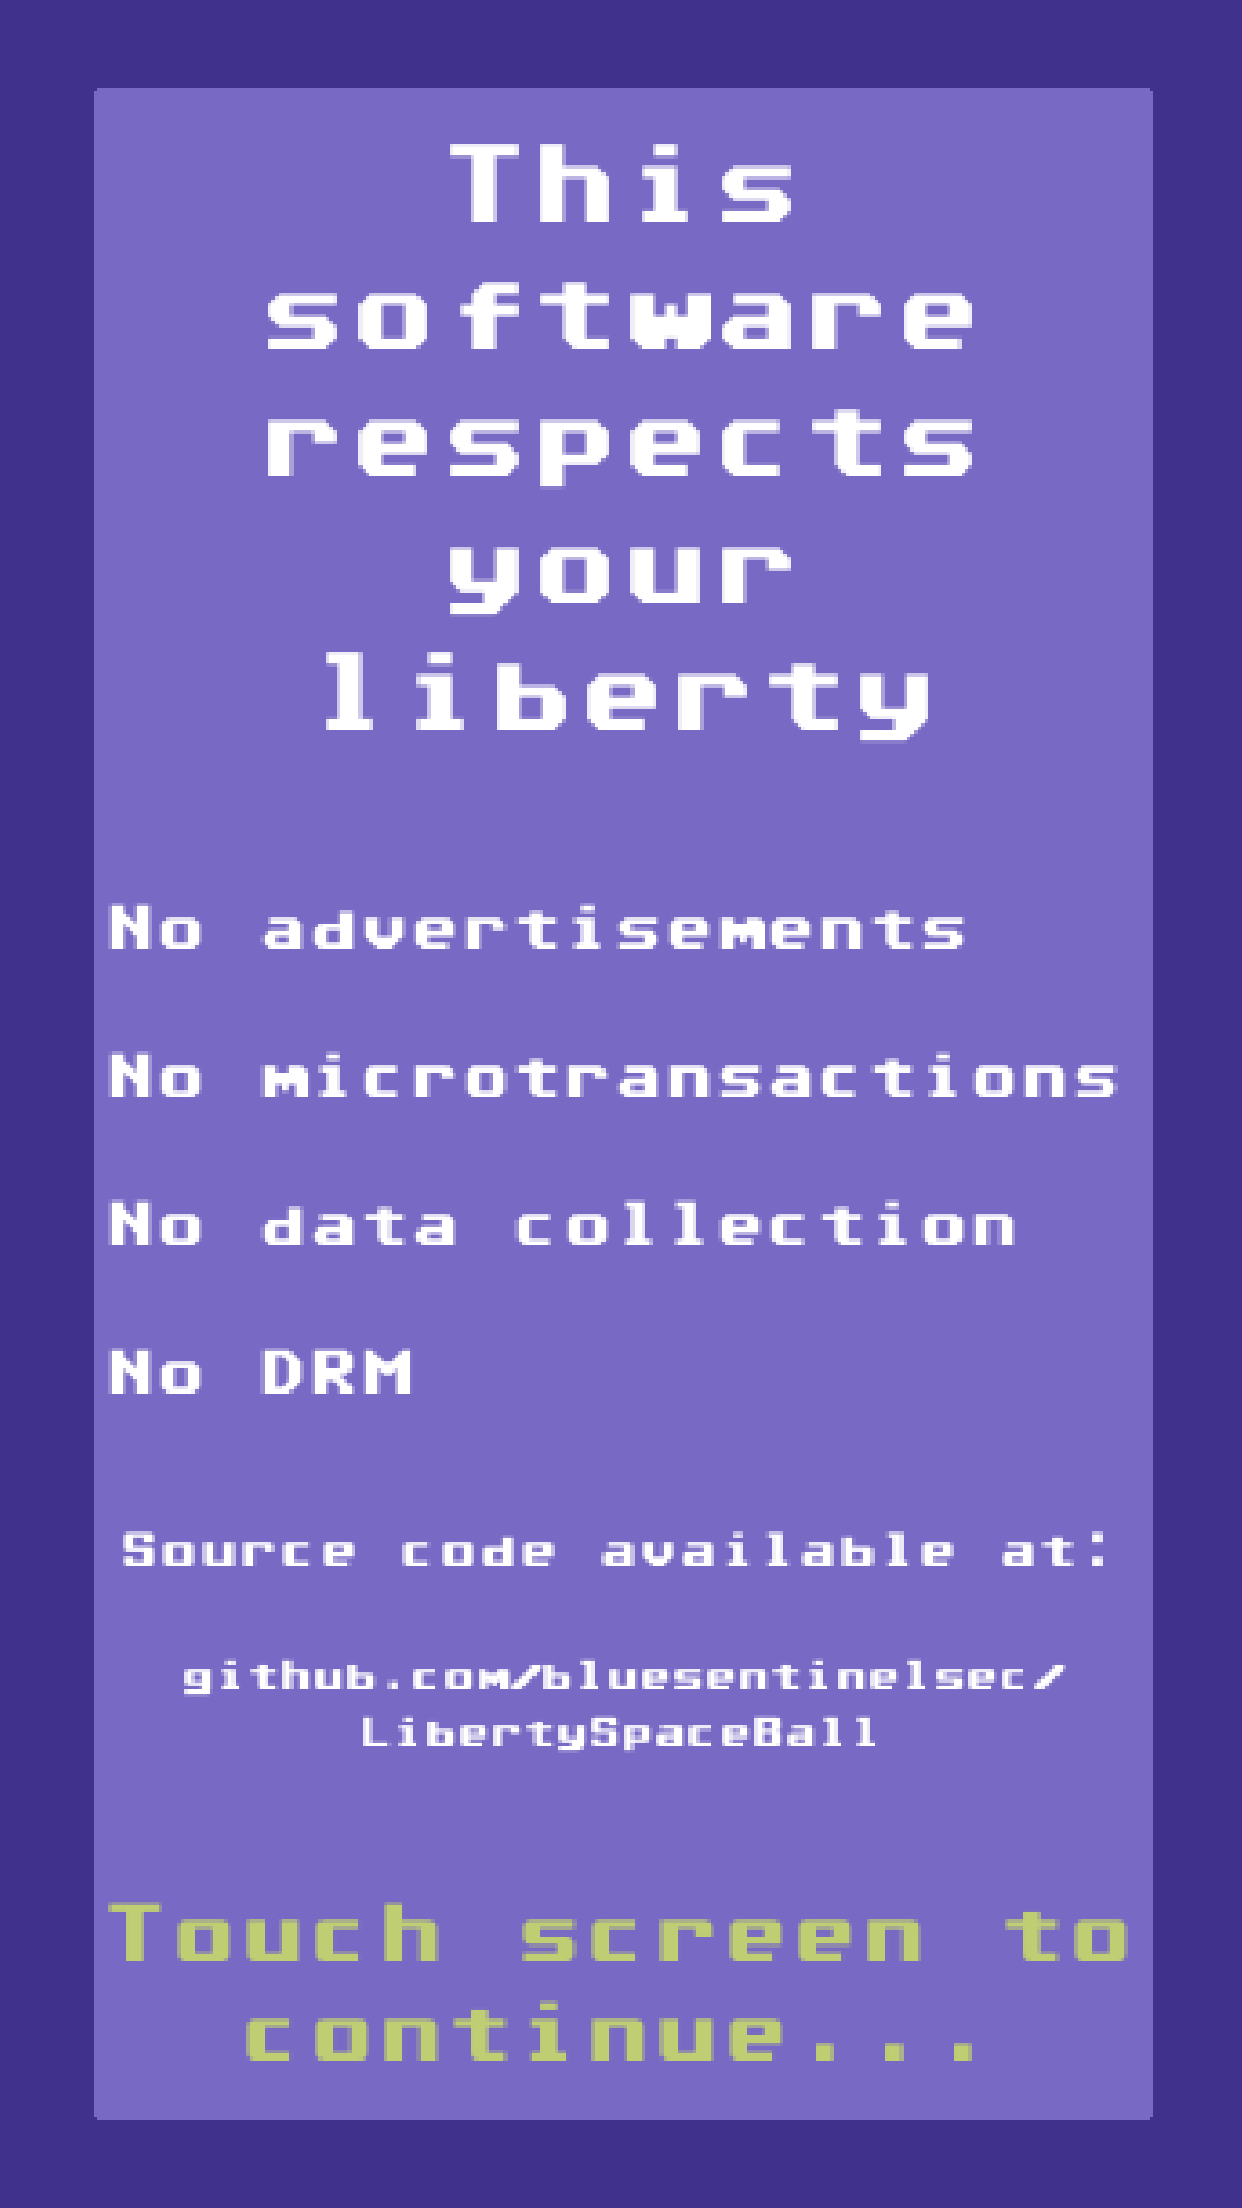 This
software
respects
your
liberty
No advertisements
No microtransactions
No data collection
No DRM
Source code available at:
github.com/bluesentinelsec/
LibertySpaceBall
Touch screen to
continue...